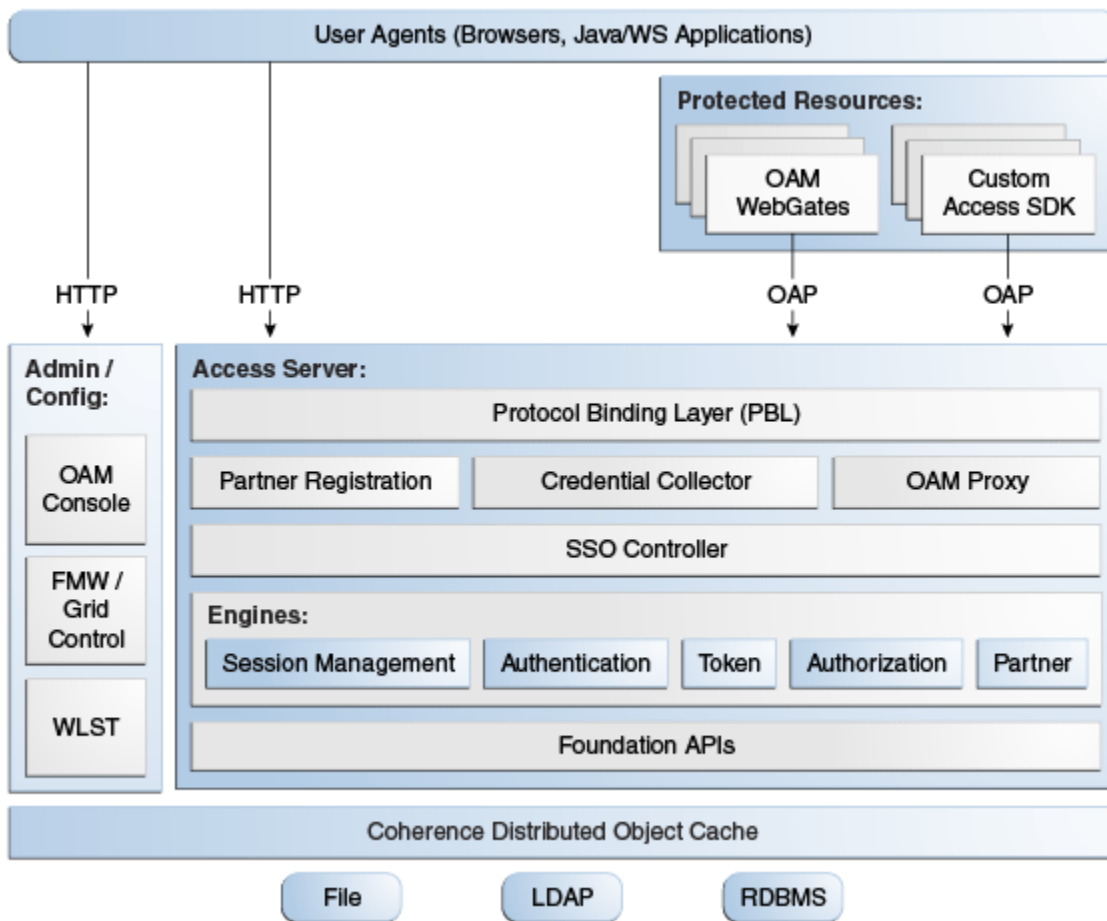 User Agents (Browsers, Java/WS Applications)
Protected Resources:
OAM
WebGates
Custom
Access SDK
HTTP
HTTP
OAP
OAP
Admin /
Config:
OAM
Console
FMW /
Grid
Control
WLST
Access Server:
Protocol Binding Layer (PBL)
Partner Registration
Credential Collector
OAM Proxy
SSO Controller
Engines:
Session Management
Authentication
Token
Authorization
Partner
Foundation APIs
Coherence Distributed Object Cache
File
LDAP
RDBMS